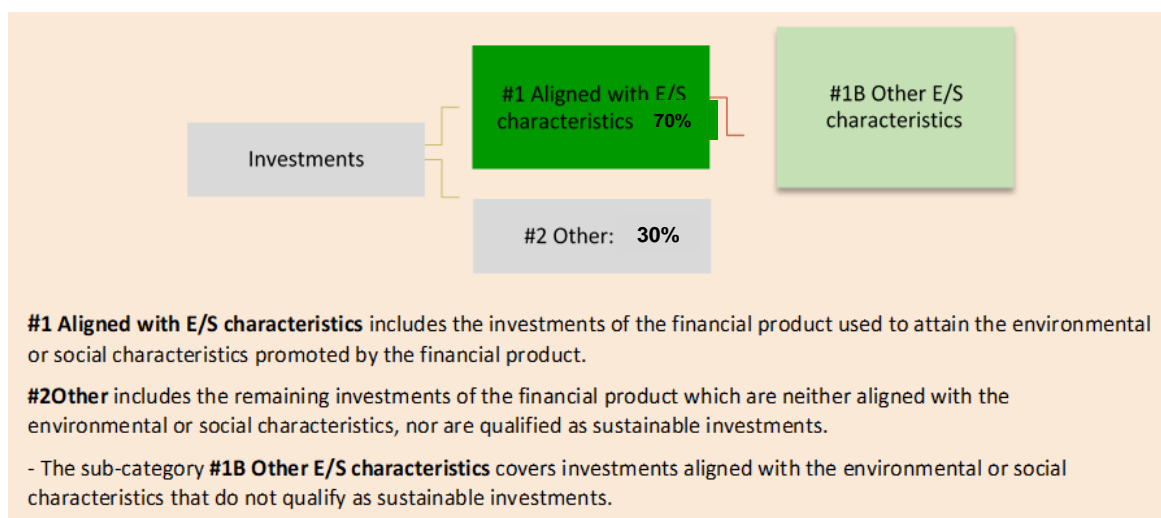 #1 Aligned with E/S
characteristics 70%
#1B Other E/S
characteristics
Investments
#2 Other: 30%
#1 Aligned with E/S characteristics includes the investments of the financial product used to attain the environmental
or social characteristics promoted by the financial product.
#2Other includes the remaining investments of the financial product which are neither aligned with the
environmental or social characteristics, nor are qualified as sustainable investments.
- The sub-category #1B Other E/S characteristics covers investments aligned with the environmental or social
characteristics that do not qualify as sustainable investments.